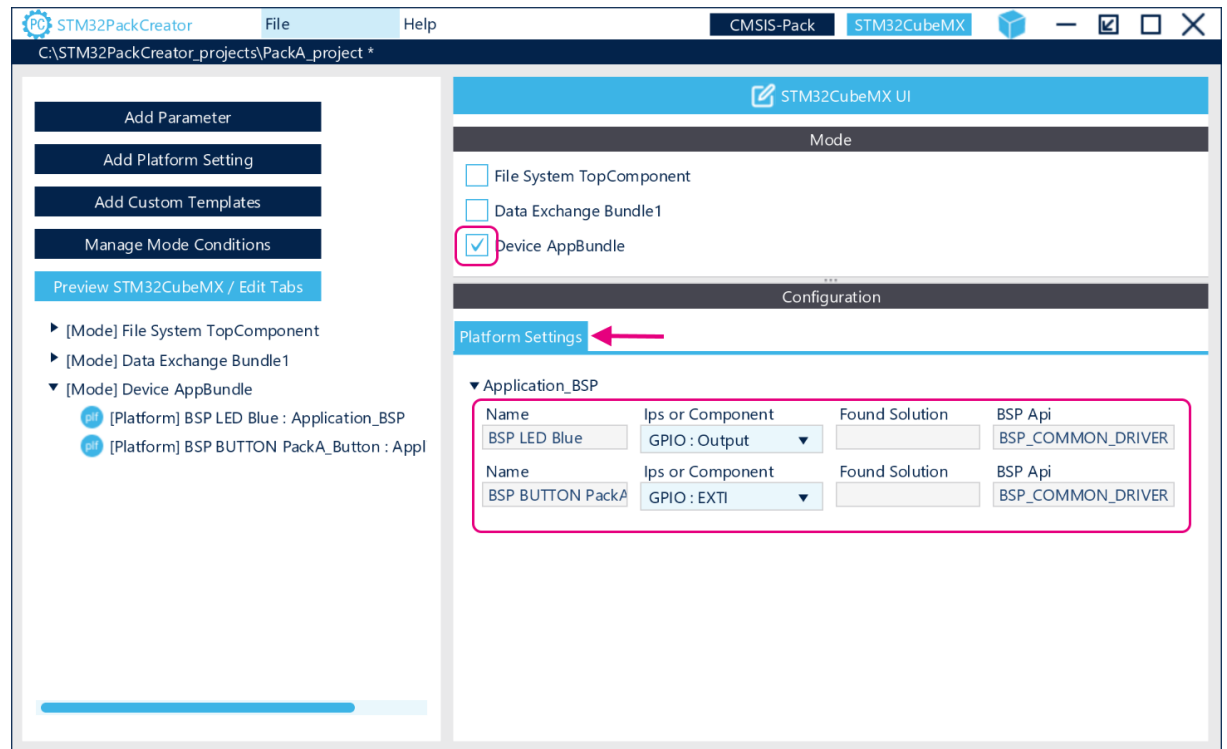 PC STM32PackCreator File Help CMSIS-Pack STM32CubeMX
C:\STM32PackCreator_projects\PackA_project *
Add Parameter
Add Platform Setting
Add Custom Templates
Manage Mode Conditions
Preview STM32CubeMX / Edit Tabs
[Mode] File System TopComponent
[Mode] Data Exchange Bundle1
[Mode] Device AppBundle
plf [Platform] BSP LED Blue : Application_BSP
plf [Platform] BSP BUTTON PackA_Button : Appl
STM32CubeMX UI
Mode
File System TopComponent
Data Exchange Bundle1
Device AppBundle
Configuration
Platform Settings
Application_BSP
Name Ips or Component Found Solution BSP Api
BSP LED Blue GPIO : Output BSP_COMMON_DRIVER
Name Ips or Component Found Solution BSP Api
BSP BUTTON PackA GPIO : EXTI BSP_COMMON_DRIVER